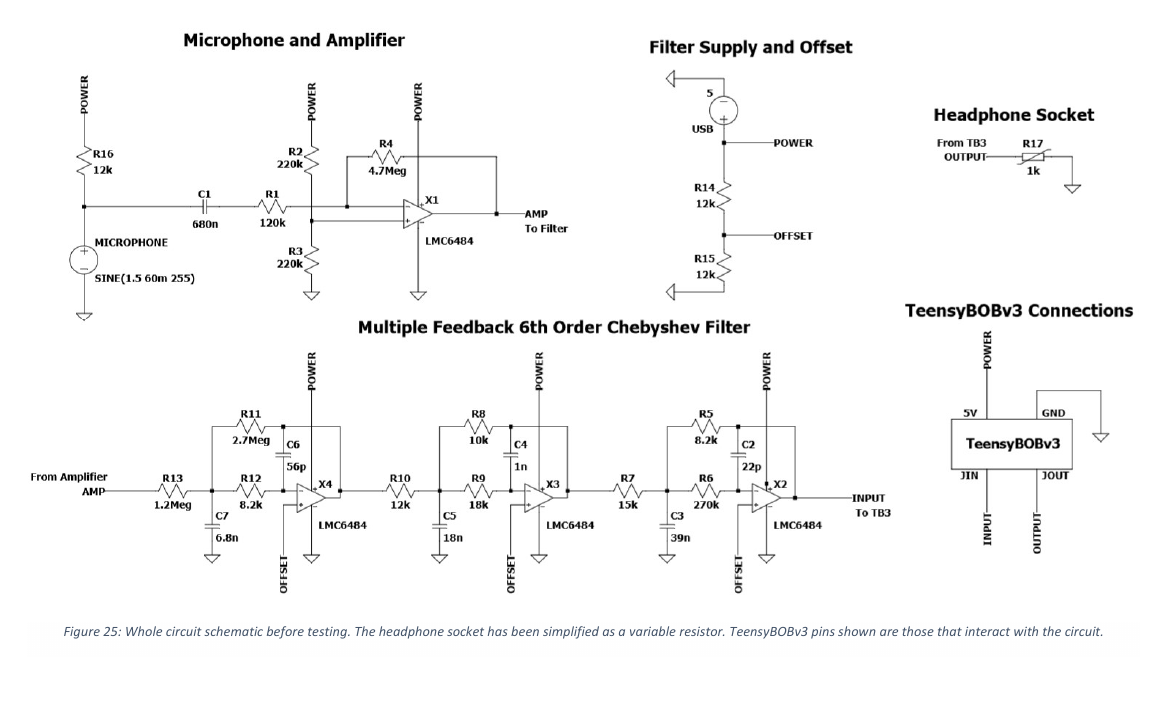 Microphone and Amplifier
POWER
R16
12k
C1
680n
R1
120k
MICROPHONE
SINE(1.5 60m 255)
POWER
R2
220k
R3
220k
R4
4.7Meg
POWER
X1
LMC6484
AMP
To Filter
Filter Supply and Offset
5
USB
POWER
R14
12k
OFFSET
R15
12k
Headphone Socket
From TB3
OUTPUT
R17
1k
Multiple Feedback 6th Order Chebyshev Filter
From Amplifier
AMP
R13
1.2Meg
R11
2.7Meg
R12
8.2k
C7
6.8n
C6
56p
POWER
X4
LMC6484
OFFSET
R10
12k
R8
10k
R9
18k
C5
18n
C4
1n
POWER
X3
LMC6484
OFFSET
R7
15k
R5
8.2k
R6
270k
C3
39n
C2
22p
POWER
X2
LMC6484
OFFSET
INPUT
To TB3
TeensyBOBv3 Connections
POWER
5V
GND
TeensyBOBv3
JIN
JOUT
INPUT
OUTPUT
Figure 25: Whole circuit schematic before testing. The headphone socket has been simplified as a variable resistor. TeensyBOBv3 pins shown are those that interact with the circuit.